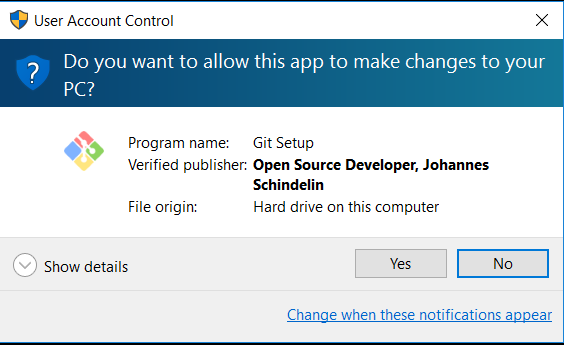 User Account Control
Do you want to allow this app to make changes to your
PC?
Program name: Git Setup
Verified publisher: Open Source Developer, Johannes
Schindelin
File origin: Hard drive on this computer
Show details
Yes
No
Change when these notifications appear